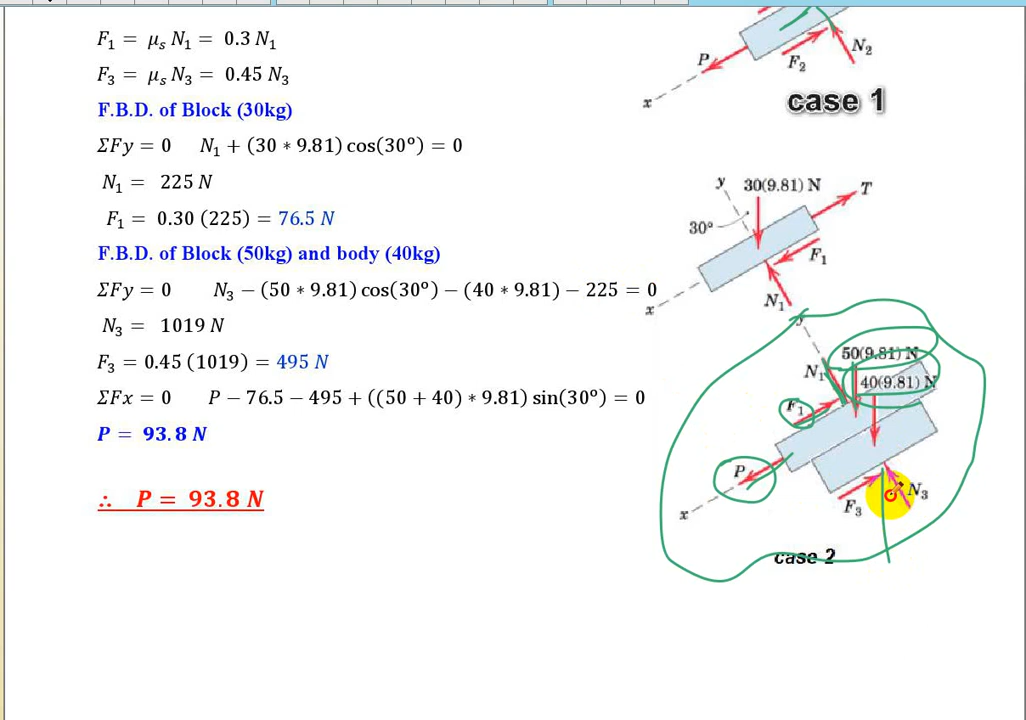 F₁ = μₛ N₁ = 0.3 N₁
F₃ = μₛ N₃ = 0.45 N₃
F.B.D. of Block (30kg)
ΣFy = 0 N₁ + (30 * 9.81) cos(30°) = 0
N₁ = 225 N
F₁ = 0.30 (225) = 76.5 N
F.B.D. of Block (50kg) and body (40kg)
ΣFy = 0 N₃ − (50 * 9.81) cos(30°) − (40 * 9.81) − 225 = 0
N₃ = 1019 N
F₃ = 0.45 (1019) = 495 N
ΣFx = 0 P − 76.5 − 495 + ((50 + 40) * 9.81) sin(30°) = 0
P = 93.8 N
∴ P = 93.8 N
N₂
P
F₂
x
case 1
y
30(9.81) N
T
30°
F₁
N₁
x
y
50(9.81) N
N₁
40(9.81) N
F₁
P
N₃
F₃
x
case 2